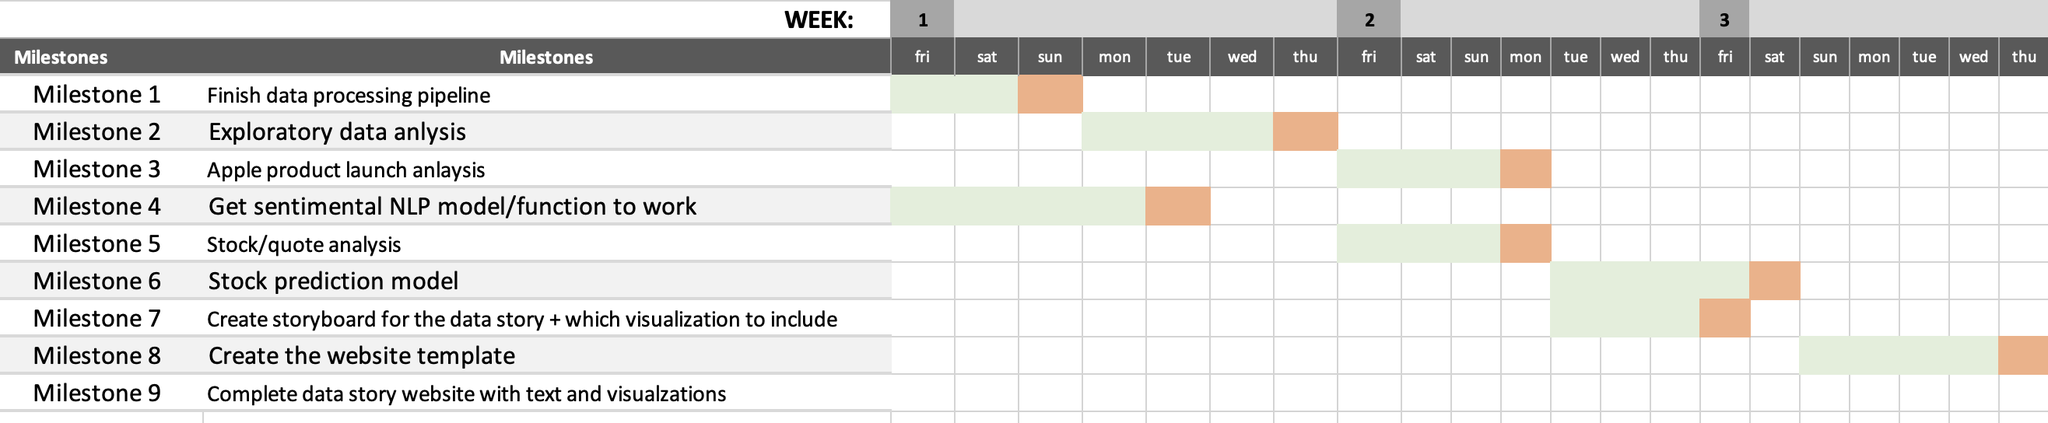 WEEK: 1 2 3
Milestones Milestones fri sat sun mon tue wed thu fri sat sun mon tue wed thu fri sat sun mon tue wed thu
Milestone 1 Finish data processing pipeline
Milestone 2 Exploratory data anlysis
Milestone 3 Apple product launch anlaysis
Milestone 4 Get sentimental NLP model/function to work
Milestone 5 Stock/quote analysis
Milestone 6 Stock prediction model
Milestone 7 Create storyboard for the data story + which visualization to include
Milestone 8 Create the website template
Milestone 9 Complete data story website with text and visualzations